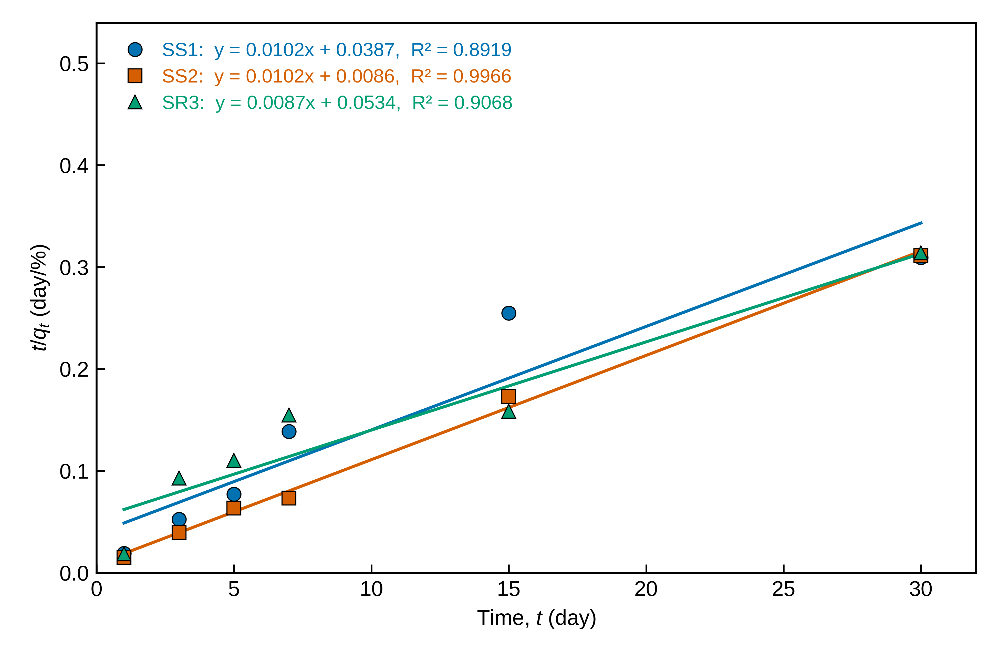 SS1: y = 0.0102x + 0.0387, R² = 0.8919
SS2: y = 0.0102x + 0.0086, R² = 0.9966
SR3: y = 0.0087x + 0.0534, R² = 0.9068
0.5
0.4
0.3
0.2
0.1
0.0
t/qₜ (day/%)
0 5 10 15 20 25 30
Time, t (day)